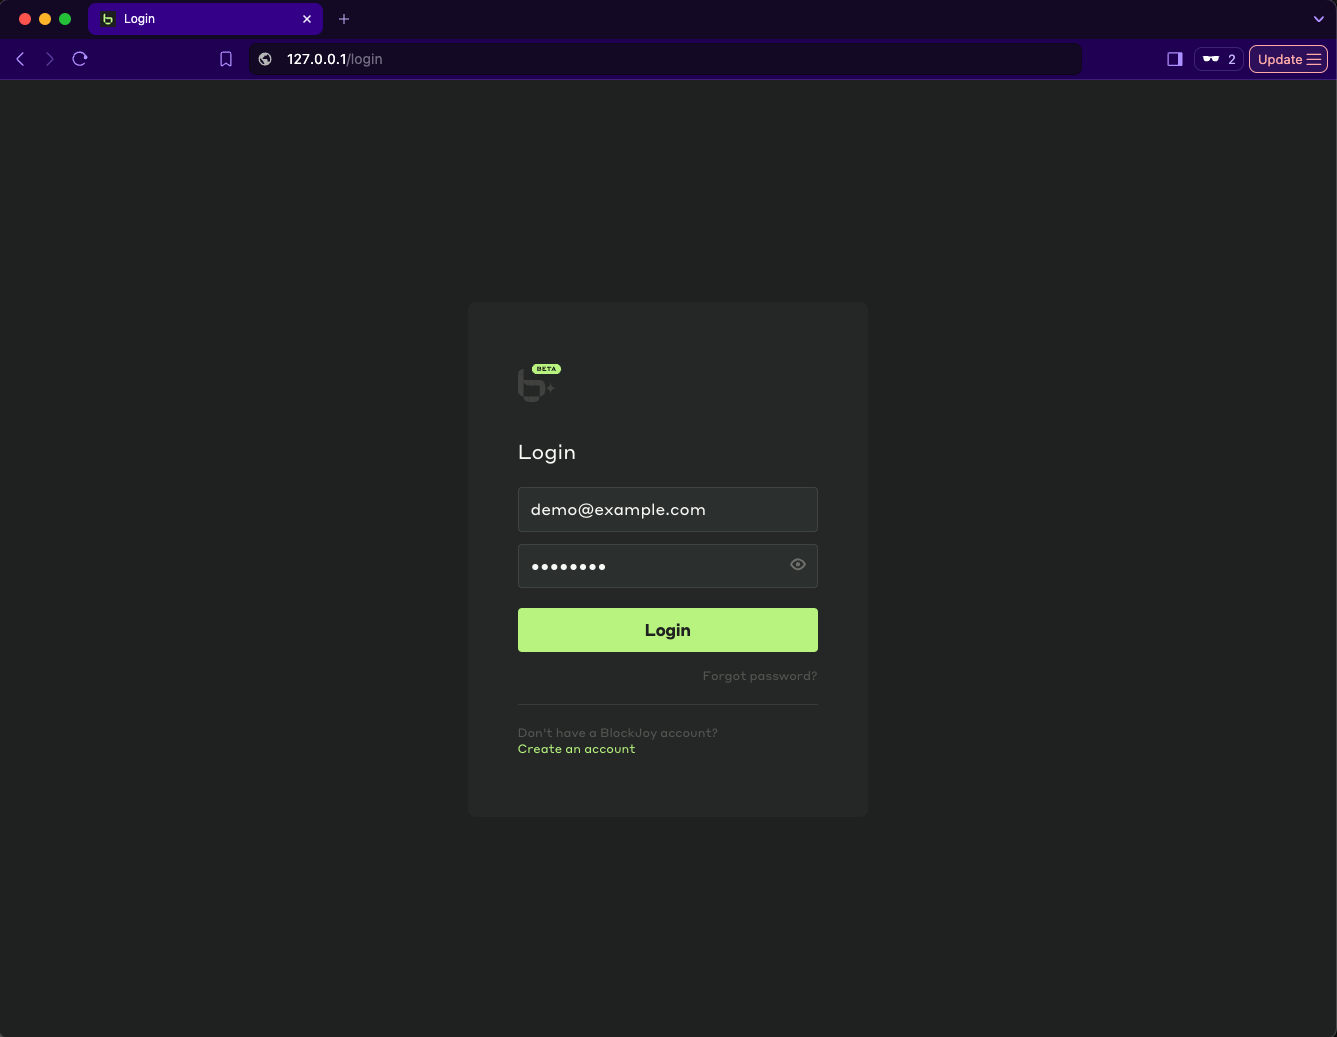 Login
127.0.0.1/login
2
Update
BETA
Login
demo@example.com
••••••••
Login
Forgot password?
Don't have a BlockJoy account?
Create an account